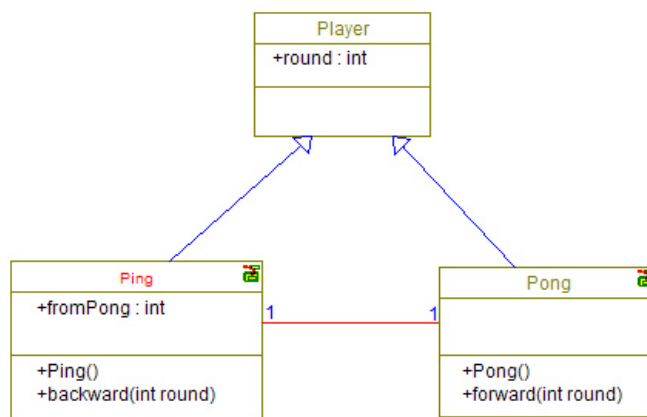 Player
+round : int
Ping
+fromPong : int
+Ping()
+backward(int round)
1
1
Pong
+Pong()
+forward(int round)